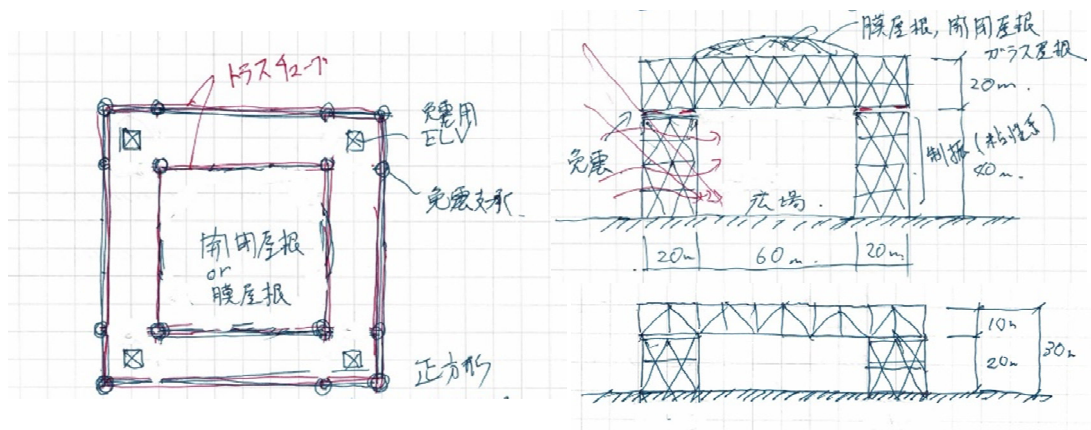 トラスチューブ
免震用
ELV
免震支承
開閉屋根
or
膜屋根
正方形
膜屋根, 開閉屋根
ガラス屋根
20m.
免震
制振(粘性系)
40m.
広場.
20m
60m.
20m
10m
20m
30m